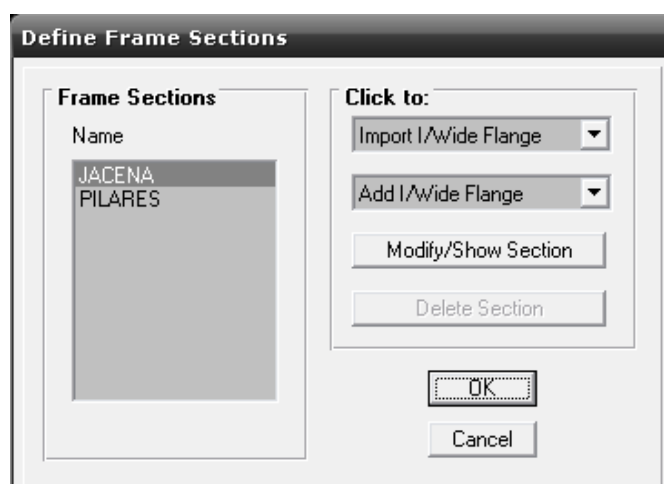 Define Frame Sections
Frame Sections
Name
JACENA
PILARES
Click to:
Import I/Wide Flange
Add I/Wide Flange
Modify/Show Section
Delete Section
OK
Cancel